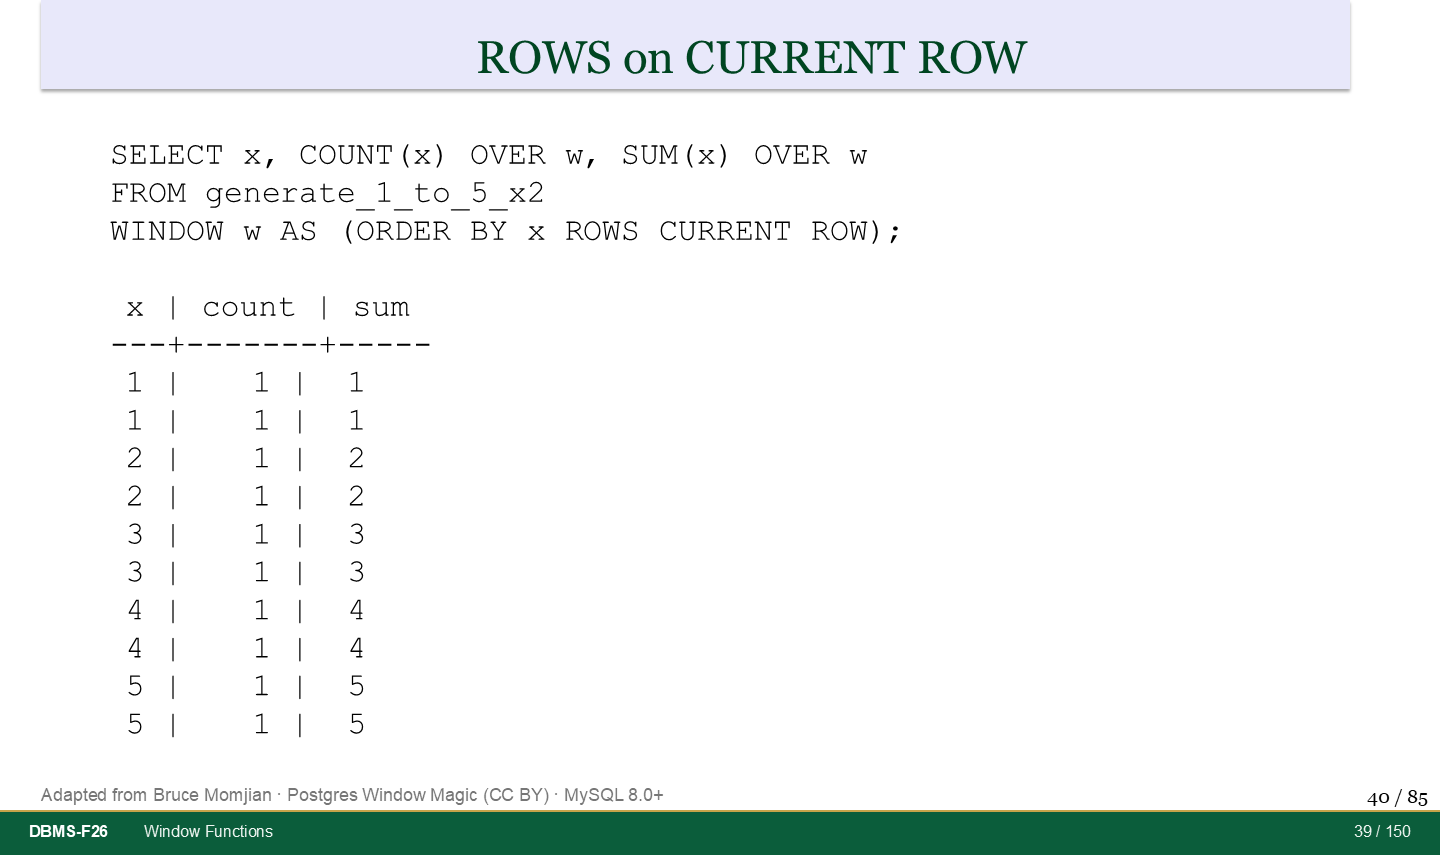 ROWS on CURRENT ROW
SELECT x, COUNT(x) OVER w, SUM(x) OVER w
FROM generate_1_to_5_x2
WINDOW w AS (ORDER BY x ROWS CURRENT ROW);
x | count | sum
---+-------+-----
1 | 1 | 1
1 | 1 | 1
2 | 1 | 2
2 | 1 | 2
3 | 1 | 3
3 | 1 | 3
4 | 1 | 4
4 | 1 | 4
5 | 1 | 5
5 | 1 | 5
Adapted from Bruce Momjian · Postgres Window Magic (CC BY) · MySQL 8.0+
40 / 85
DBMS-F26 Window Functions 39 / 150